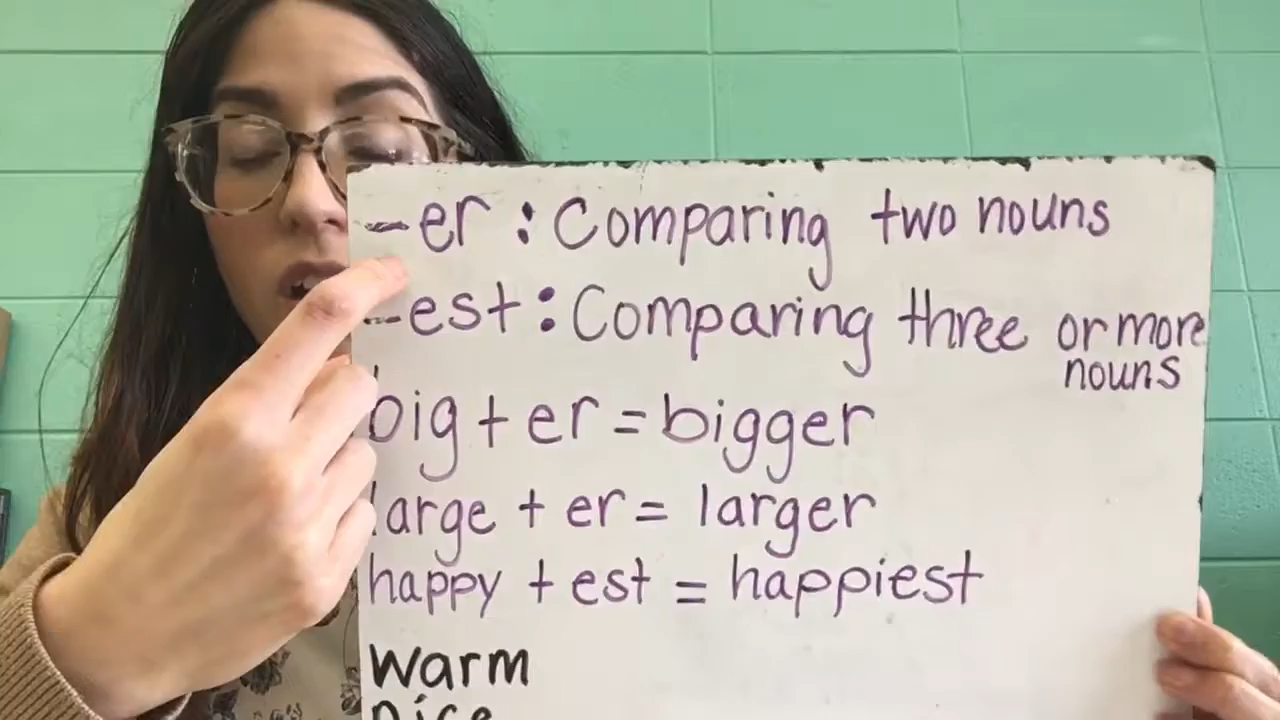 -er : Comparing two nouns
-est : Comparing three or more
nouns
big + er = bigger
large + er = larger
happy + est = happiest
warm
nice